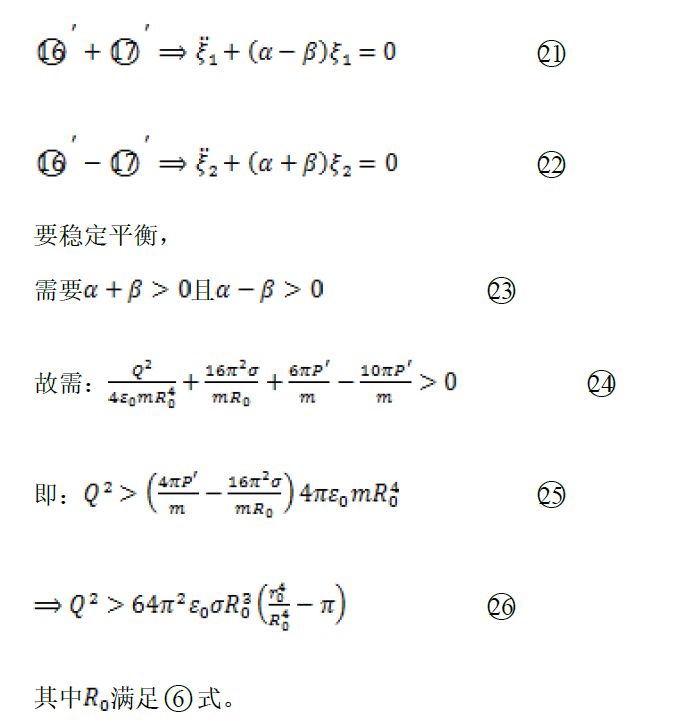 ⑯′ + ⑰′ ⟹ ξ̈₁ + (α − β)ξ₁ = 0 ㉑
⑯′ − ⑰′ ⟹ ξ̈₂ + (α + β)ξ₂ = 0 ㉒
要稳定平衡，
需要α + β > 0且α − β > 0 ㉓
故需：Q²/(4ε₀mR₀⁴) + 16π²σ/(mR₀) + 6πP′/m − 10πP′/m > 0 ㉔
即：Q² > (4πP′/m − 16π²σ/(mR₀)) 4πε₀mR₀⁴ ㉕
⟹ Q² > 64π²ε₀σR₀³ (r₀⁴/R₀⁴ − π) ㉖
其中R₀满足⑥式。